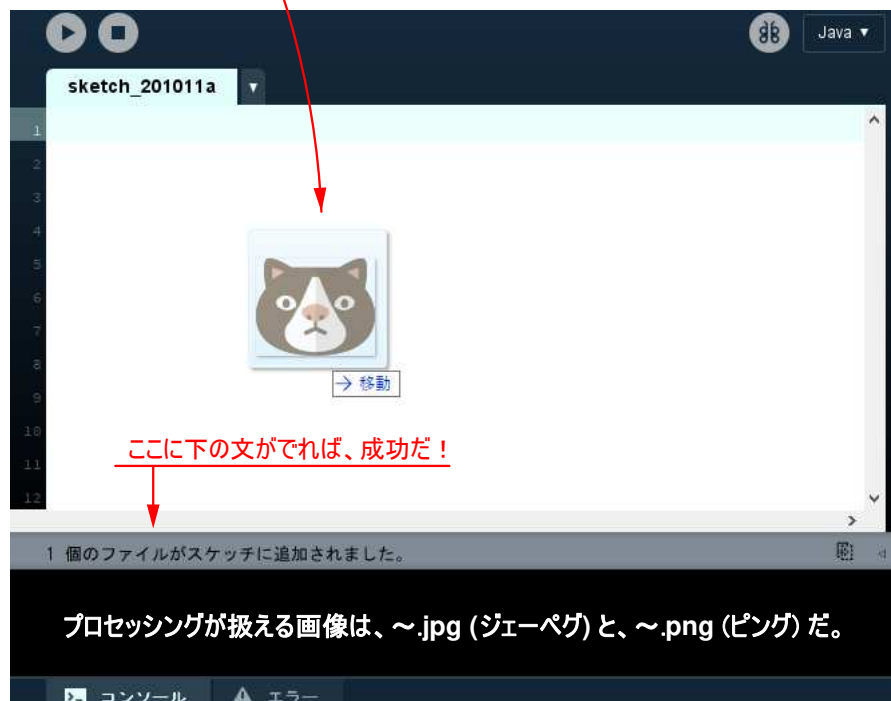 Java ▼
sketch_201011a ▼
1
2
3
4
5
6
7
8
9
10
11
12
→ 移動
ここに下の文がでれば、成功だ！
1 個のファイルがスケッチに追加されました。
プロセッシングが扱える画像は、～.jpg (ジェーペグ) と、～.png（ピング）だ。
コンソール
エラー